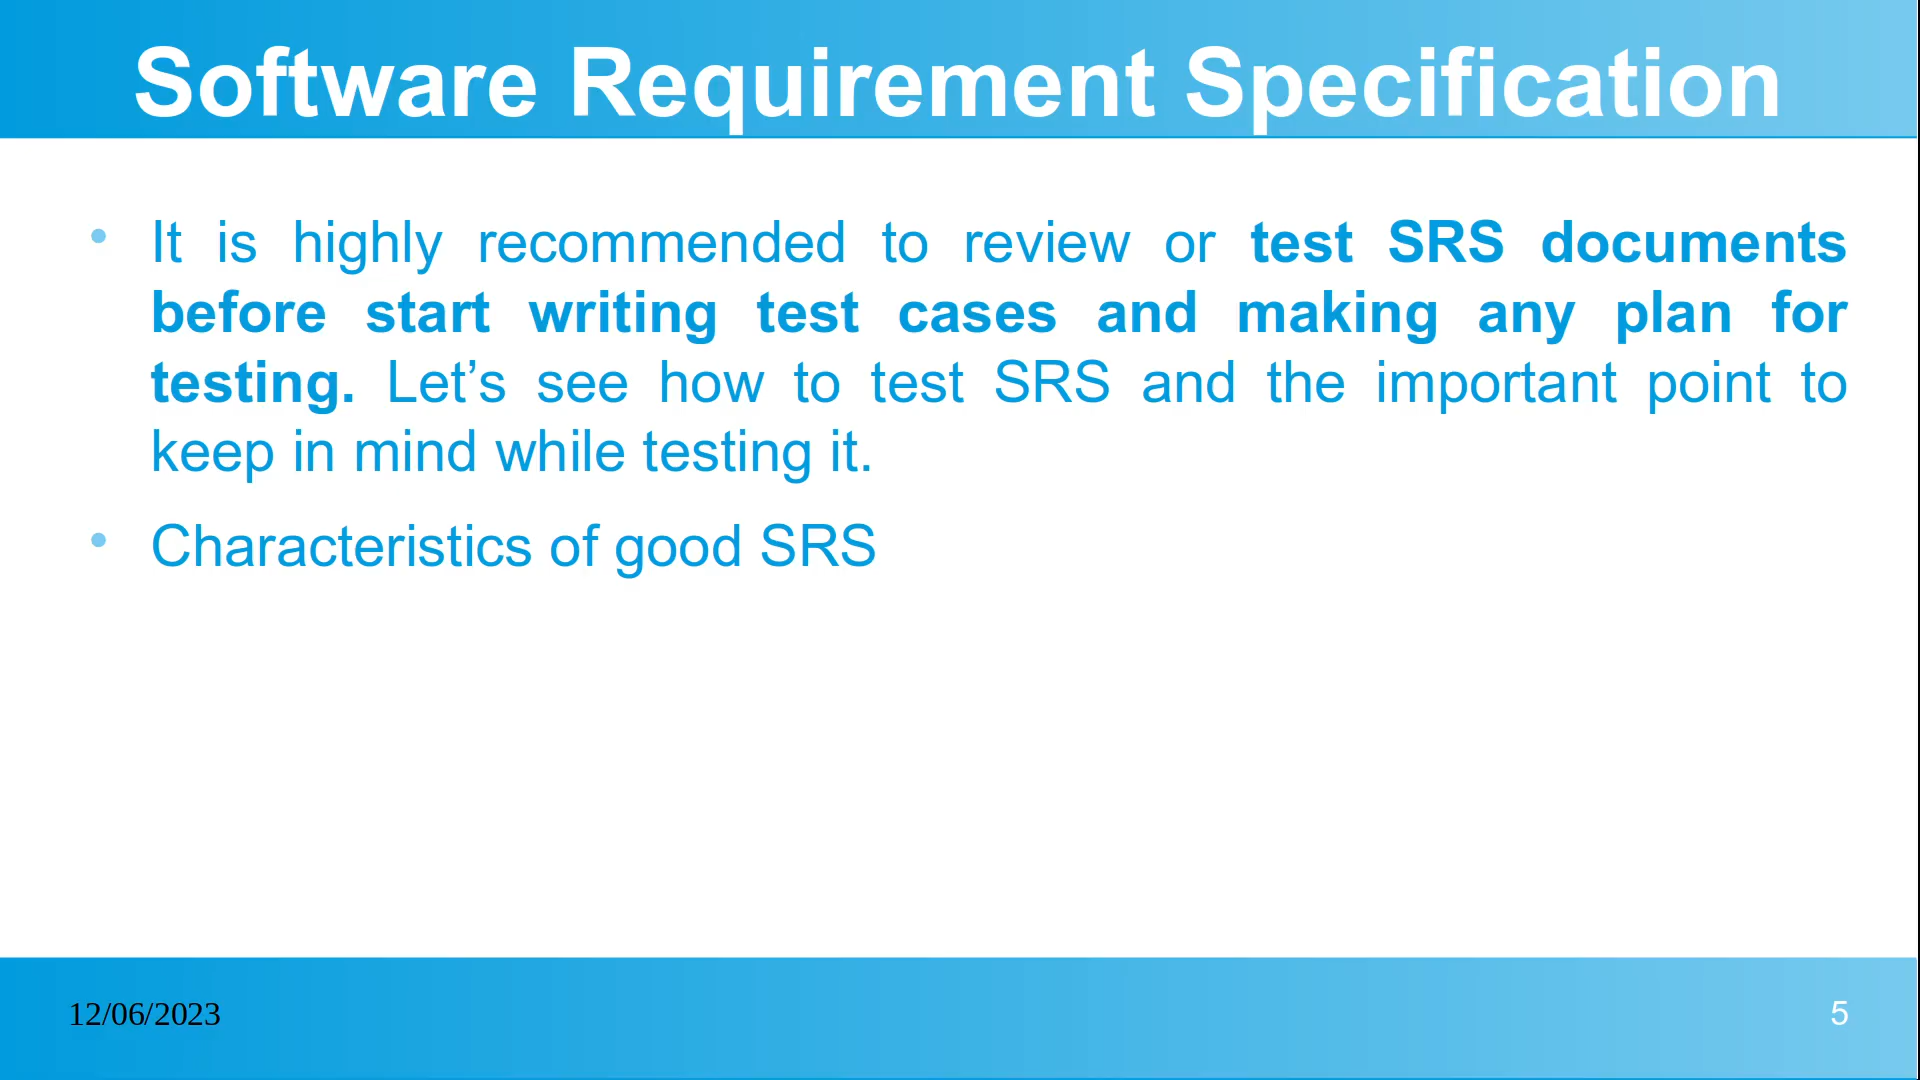 Software Requirement Specification
• It is highly recommended to review or test SRS documents
before start writing test cases and making any plan for
testing. Let’s see how to test SRS and the important point to
keep in mind while testing it.
• Characteristics of good SRS
12/06/2023
5